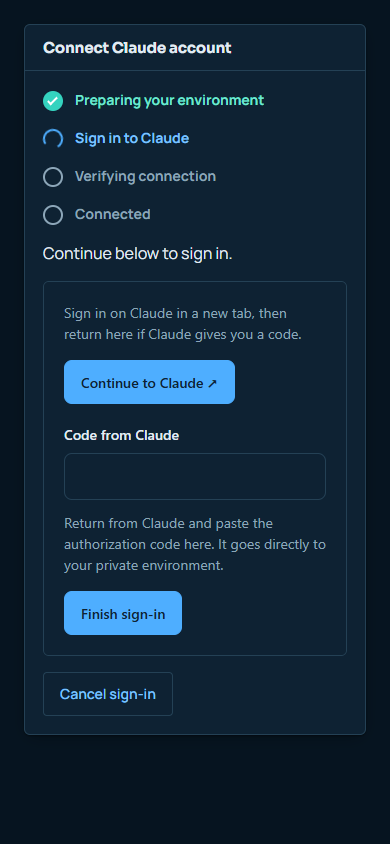 Connect Claude account
Preparing your environment
Sign in to Claude
Verifying connection
Connected
Continue below to sign in.
Sign in on Claude in a new tab, then
return here if Claude gives you a code.
Continue to Claude ↗
Code from Claude
Return from Claude and paste the
authorization code here. It goes directly to
your private environment.
Finish sign-in
Cancel sign-in